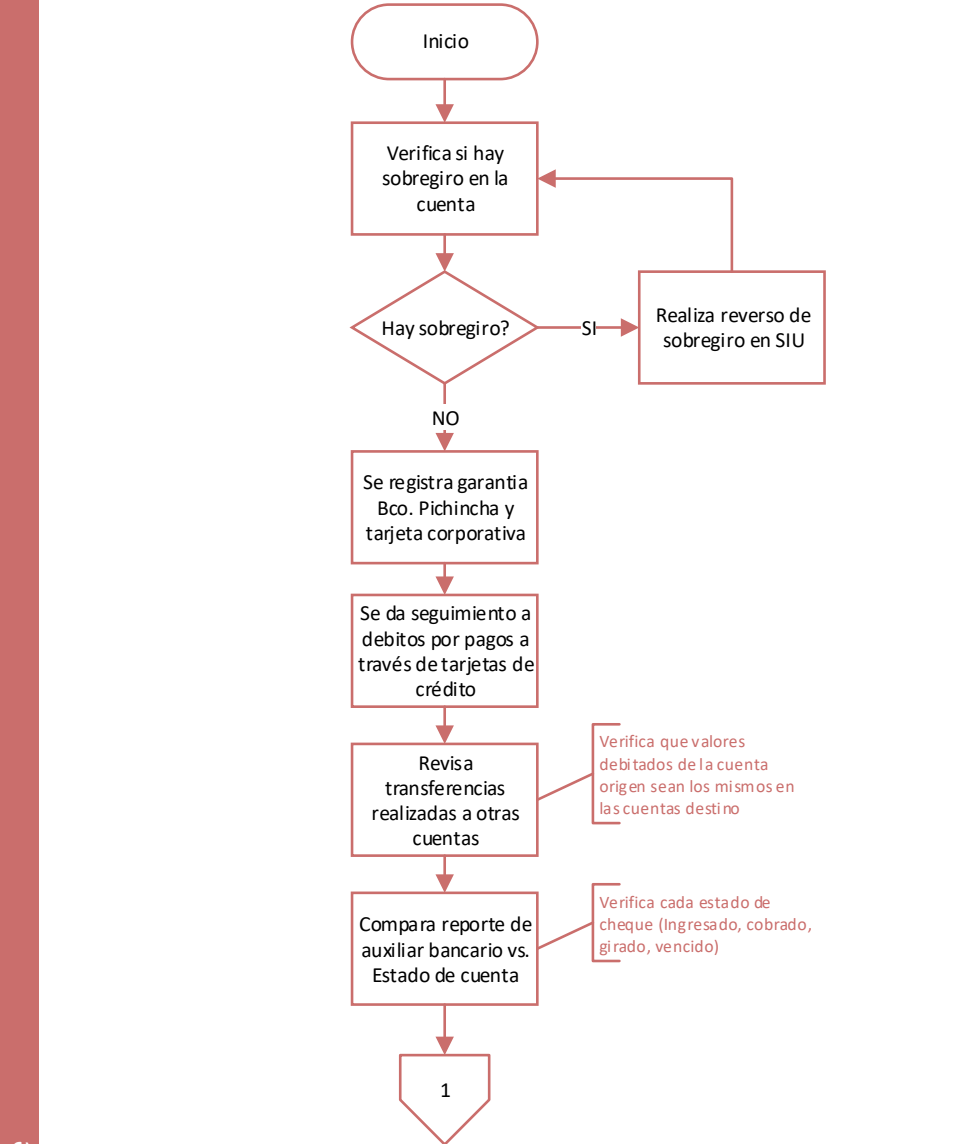 Inicio
Verifica si hay
sobregiro en la
cuenta
Hay sobregiro?
SI
Realiza reverso de
sobregiro en SIU
NO
Se registra garantia
Bco. Pichincha y
tarjeta corporativa
Se da seguimiento a
debitos por pagos a
través de tarjetas de
crédito
Revisa
transferencias
realizadas a otras
cuentas
Verifica que valores
debitados de la cuenta
origen sean los mismos en
las cuentas destino
Compara reporte de
auxiliar bancario vs.
Estado de cuenta
Verifica cada estado de
cheque (Ingresado, cobrado,
girado, vencido)
1